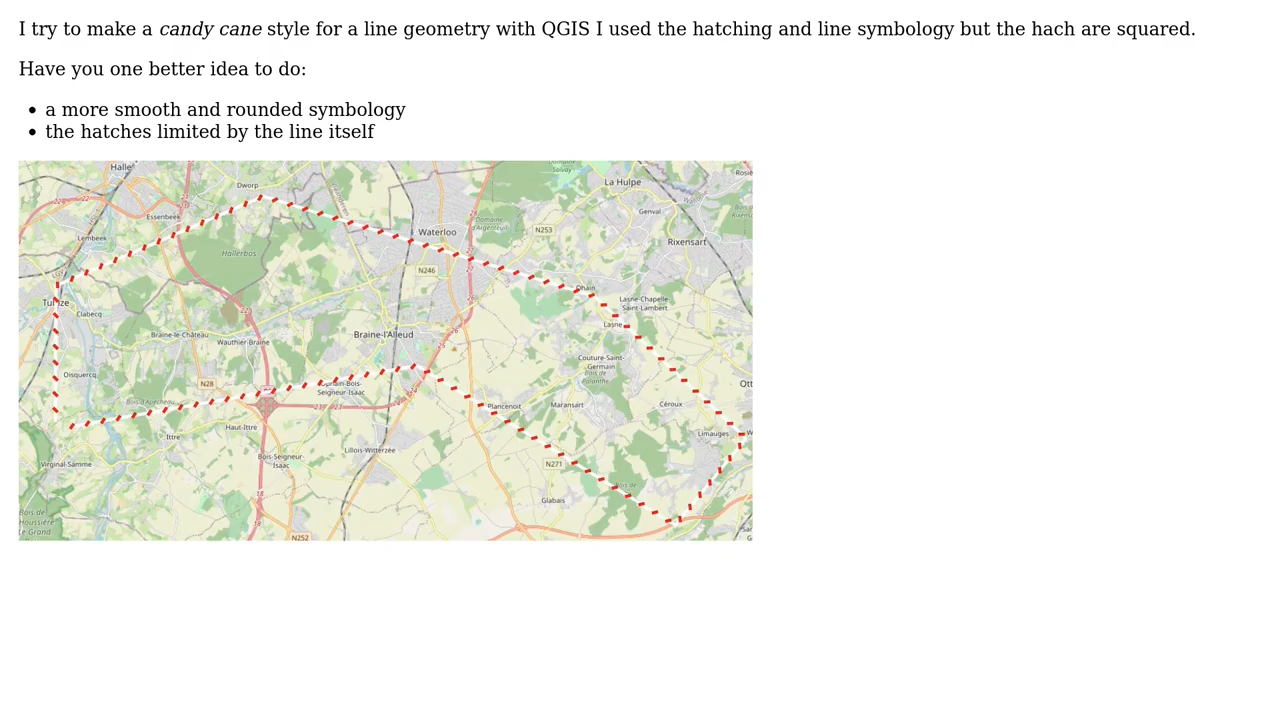 I try to make a candy cane style for a line geometry with QGIS I used the hatching and line symbology but the hach are squared.
Have you one better idea to do:
• a more smooth and rounded symbology
• the hatches limited by the line itself
Halle
Dworp
La Hulpe
Essenbeek
Genval
Waterloo
N253
Lembeek
Rixensart
Hallerbos
N246
Ohain
Lasne-Chapelle-
Saint-Lambert
Clabecq
Lasne
Braine-le-Château
Braine-l'Alleud
Wauthier-Braine
Couture-Saint-
Germain
Oisquercq
N28
Seigneur-Isaac
Plancenoit
Maransart
Céroux
Haut-Ittre
Ittre
Limauges
Lillois-Witterzée
Bois-Seigneur-
Isaac
Virginal-Samme
N271
Glabais
Bois de
Houssière
Le Grand
N252